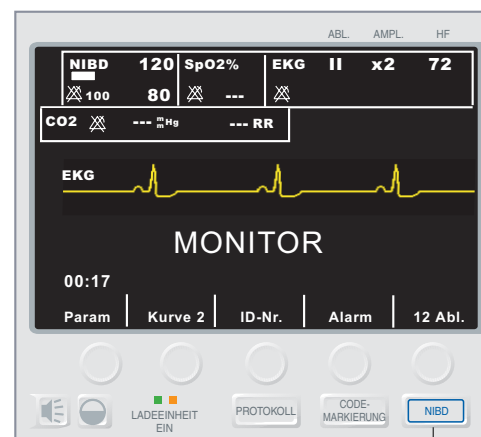 ABL. AMPL. HF
NIBD 120 SpO2% EKG II x2 72
100 80 ---
CO2 --- mmHg --- RR
EKG
MONITOR
00:17
Param Kurve 2 ID-Nr. Alarm 12 Abl.
LADEEINHEIT EIN
PROTOKOLL
CODE-
MARKIERUNG
NIBD